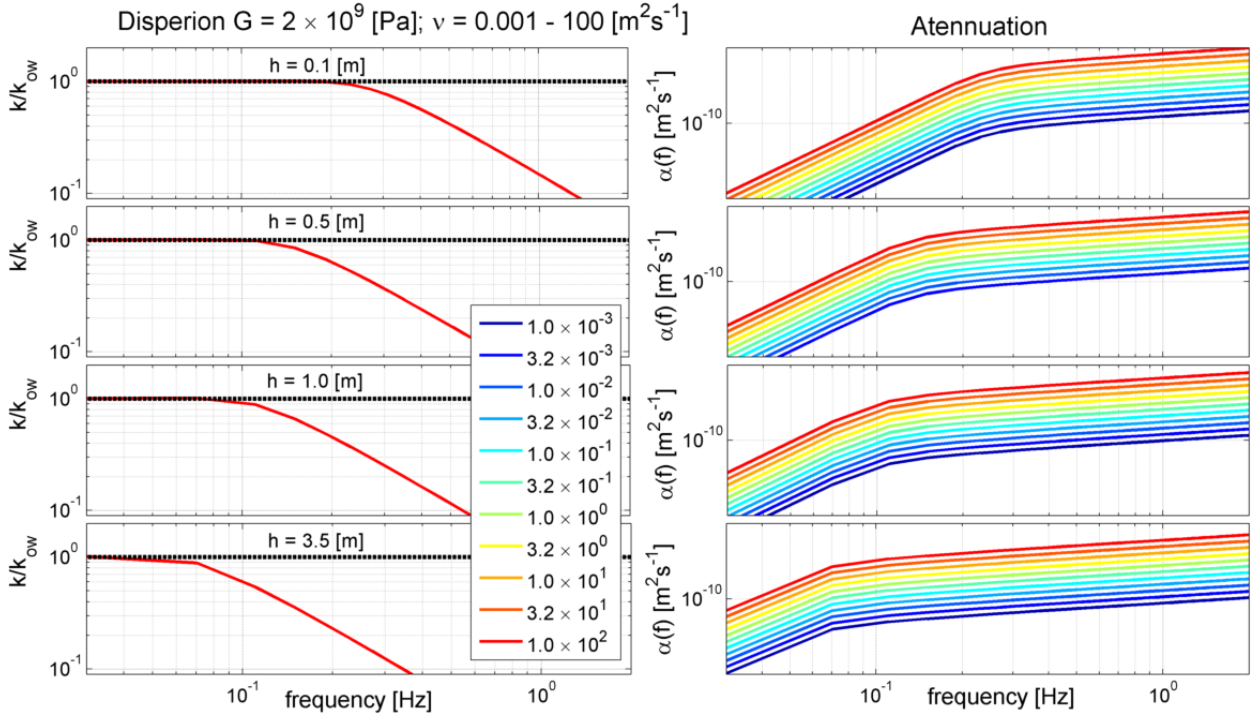 Disperion G = 2 × 10⁹ [Pa]; ν = 0.001 - 100 [m²s⁻¹]
Atennuation
k/k_ow
10⁰
10⁻¹
h = 0.1 [m]
α(f) [m²s⁻¹]
10⁻¹⁰
k/k_ow
10⁰
10⁻¹
h = 0.5 [m]
α(f) [m²s⁻¹]
10⁻¹⁰
k/k_ow
10⁰
10⁻¹
h = 1.0 [m]
α(f) [m²s⁻¹]
10⁻¹⁰
k/k_ow
10⁰
10⁻¹
h = 3.5 [m]
α(f) [m²s⁻¹]
10⁻¹⁰
1.0 × 10⁻³
3.2 × 10⁻³
1.0 × 10⁻²
3.2 × 10⁻²
1.0 × 10⁻¹
3.2 × 10⁻¹
1.0 × 10⁰
3.2 × 10⁰
1.0 × 10¹
3.2 × 10¹
1.0 × 10²
10⁻¹ 10⁰
frequency [Hz]
10⁻¹ 10⁰
frequency [Hz]